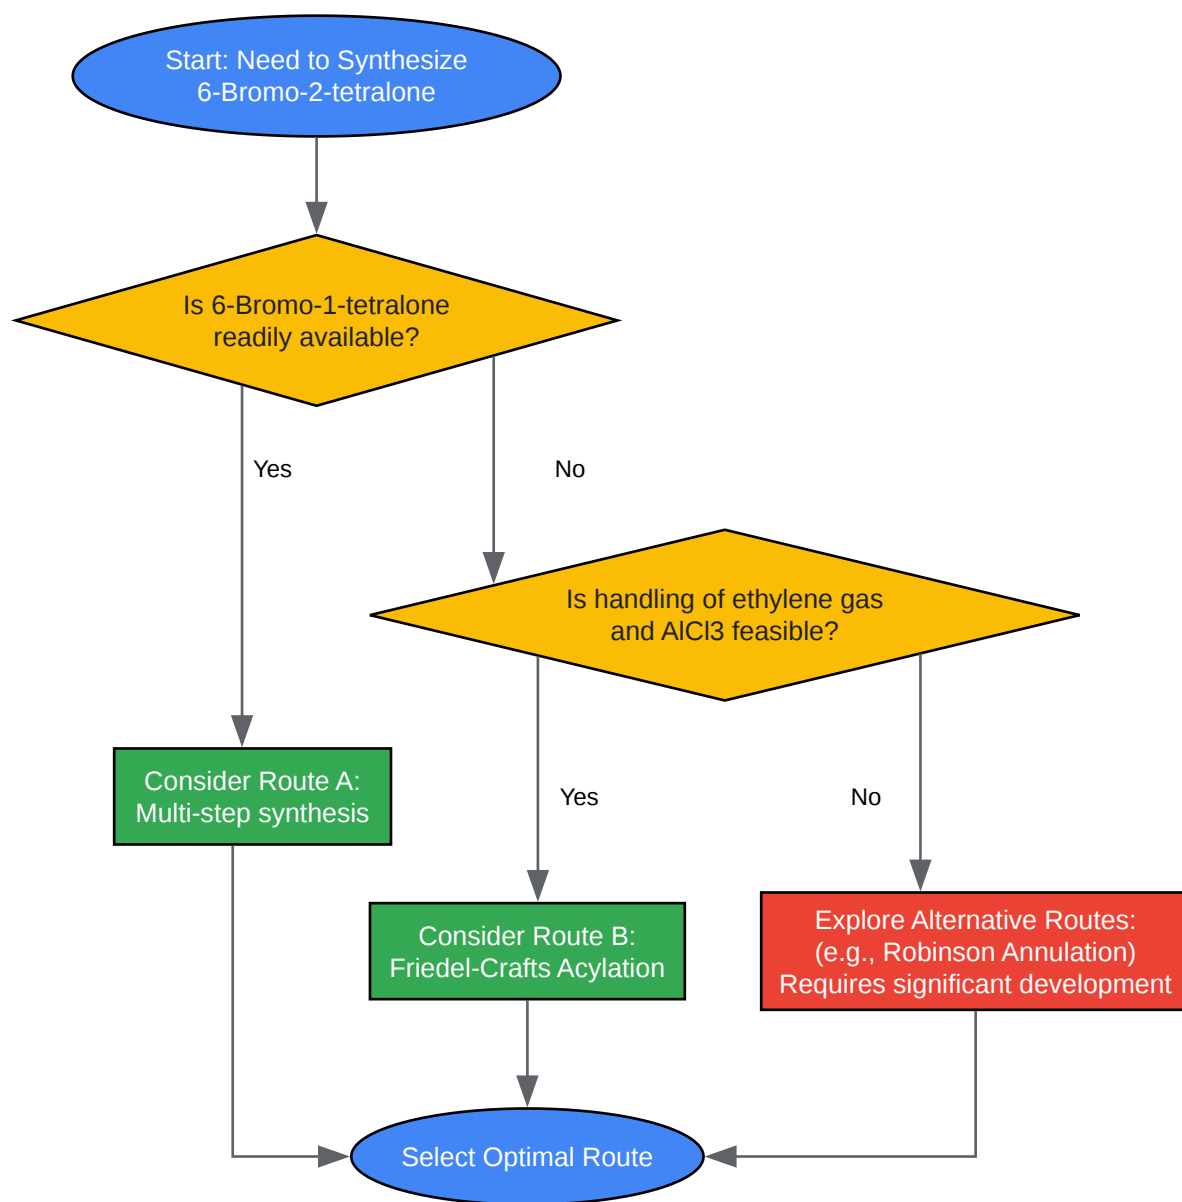 Start: Need to Synthesize
6-Bromo-2-tetralone
Is 6-Bromo-1-tetralone
readily available?
Yes
No
Is handling of ethylene gas
and AlCl3 feasible?
Consider Route A:
Multi-step synthesis
Yes
No
Consider Route B:
Friedel-Crafts Acylation
Explore Alternative Routes:
(e.g., Robinson Annulation)
Requires significant development
Select Optimal Route